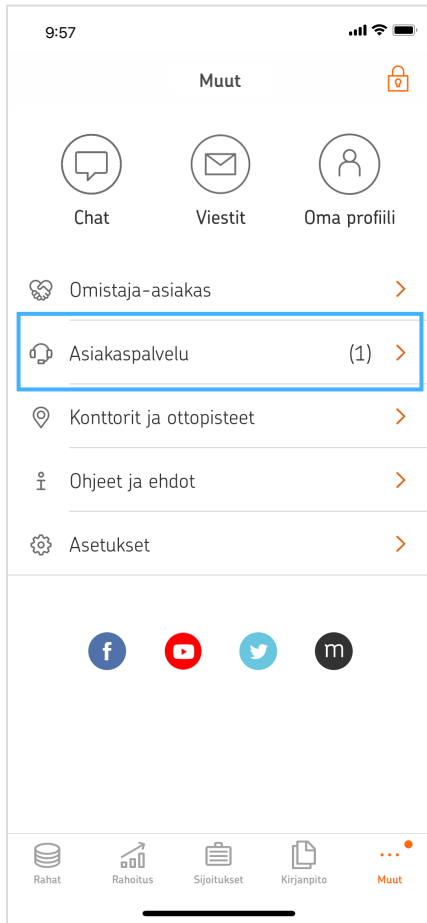 9:57
Muut
Chat Viestit Oma profiili
Omistaja-asiakas
Asiakaspalvelu (1)
Konttorit ja ottopisteet
Ohjeet ja ehdot
Asetukset
f m
Rahat Rahoitus Sijoitukset Kirjanpito Muut